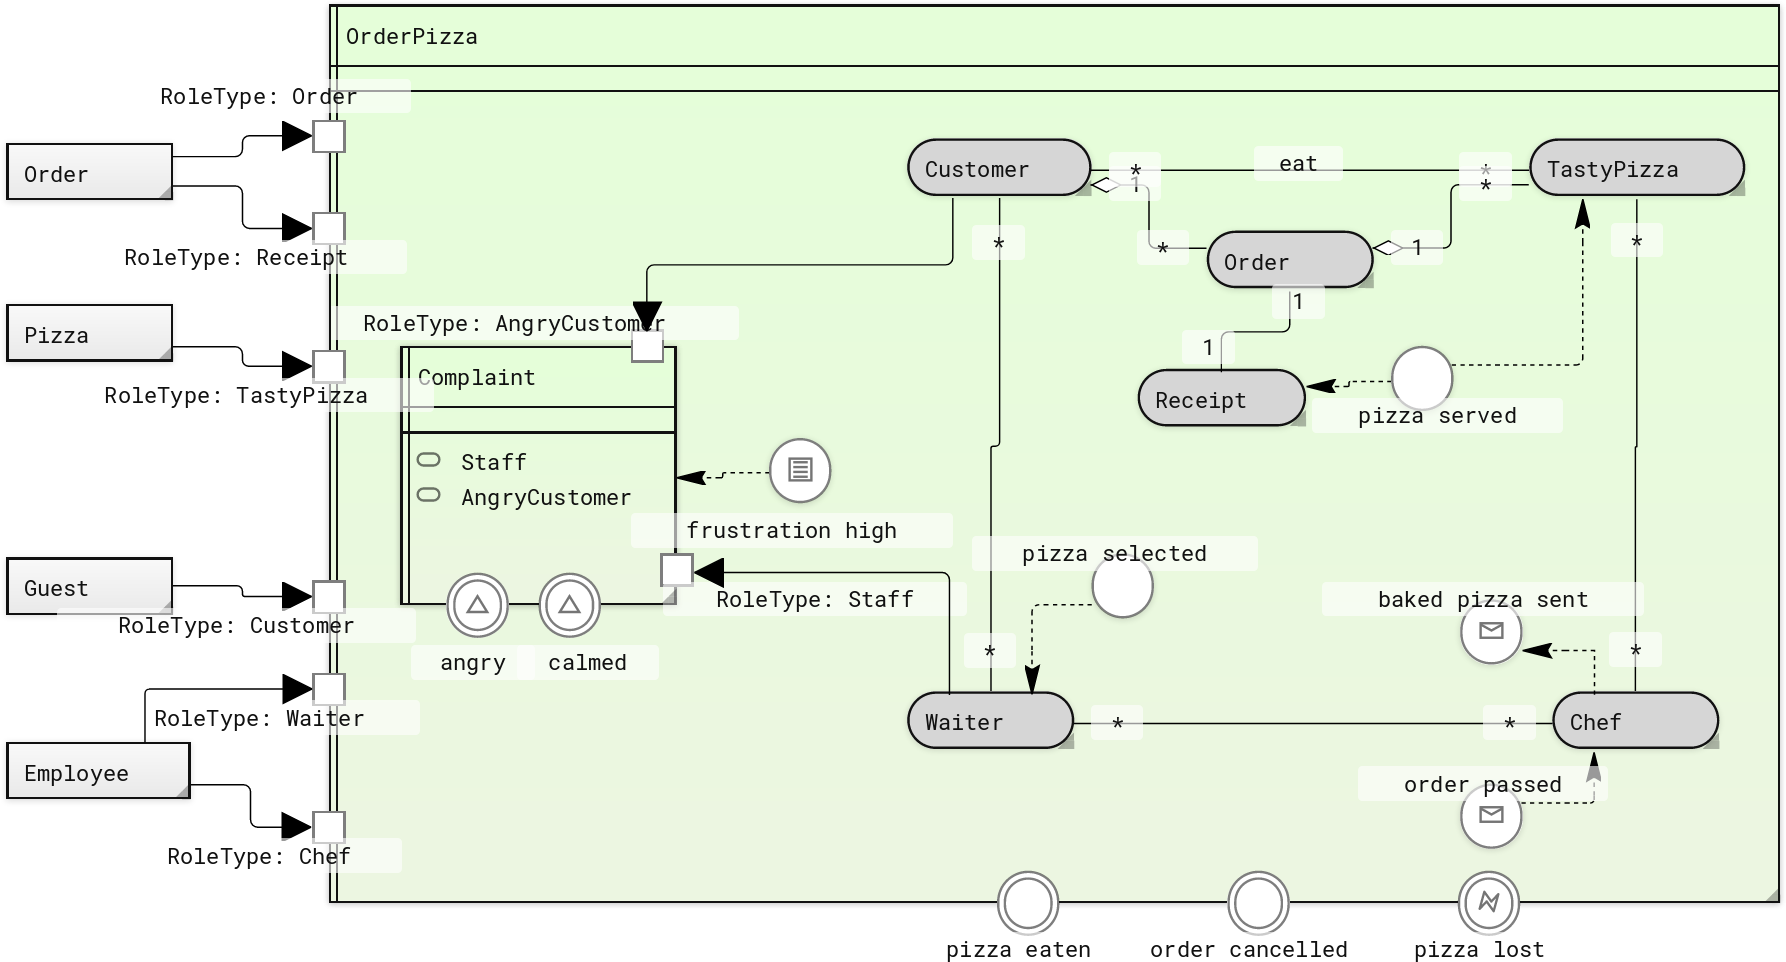 OrderPizza
RoleType: Order
Order
RoleType: Receipt
Pizza
RoleType: TastyPizza
Guest
RoleType: Customer
RoleType: Waiter
Employee
RoleType: Chef
Customer
*
eat
*
TastyPizza
1
*
*
*
Order
1
*
1
1
Receipt
pizza served
RoleType: AngryCustomer
Complaint
Staff
AngryCustomer
frustration high
RoleType: Staff
angry
calmed
pizza selected
baked pizza sent
*
*
Waiter
*
*
Chef
order passed
pizza eaten
order cancelled
pizza lost